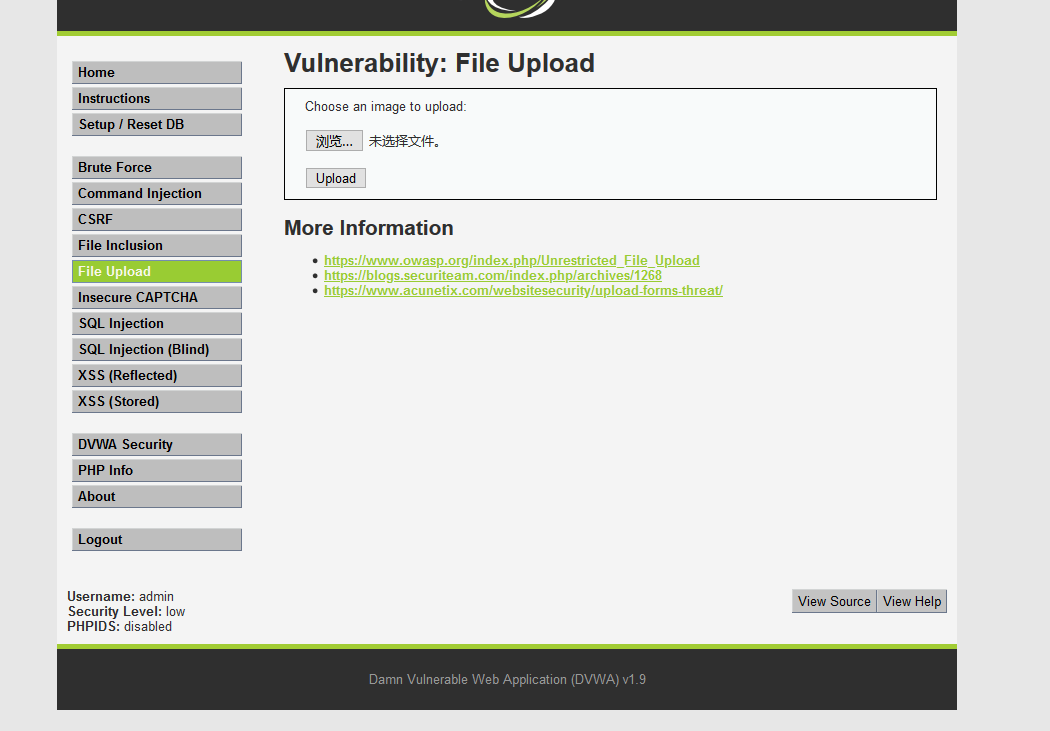 Home
Instructions
Setup / Reset DB
Brute Force
Command Injection
CSRF
File Inclusion
File Upload
Insecure CAPTCHA
SQL Injection
SQL Injection (Blind)
XSS (Reflected)
XSS (Stored)
DVWA Security
PHP Info
About
Logout
Vulnerability: File Upload
Choose an image to upload:
浏览... 未选择文件。
Upload
More Information
https://www.owasp.org/index.php/Unrestricted_File_Upload
https://blogs.securiteam.com/index.php/archives/1268
https://www.acunetix.com/websitesecurity/upload-forms-threat/
Username: admin
Security Level: low
PHPIDS: disabled
View Source View Help
Damn Vulnerable Web Application (DVWA) v1.9